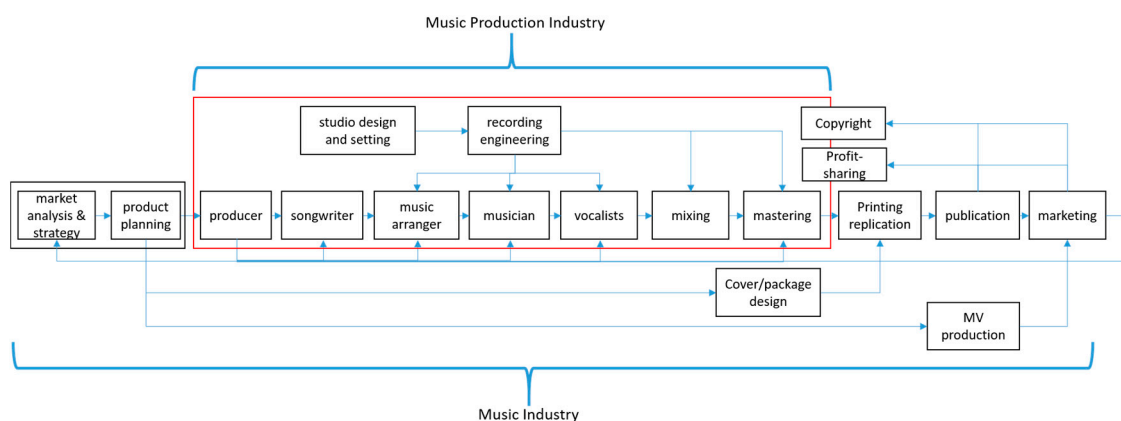 Music Production Industry
studio design
and setting
recording
engineering
Copyright
Profit-
sharing
market
analysis &
strategy
product
planning
producer
songwriter
music
arranger
musician
vocalists
mixing
mastering
Printing
replication
publication
marketing
Cover/package
design
MV
production
Music Industry